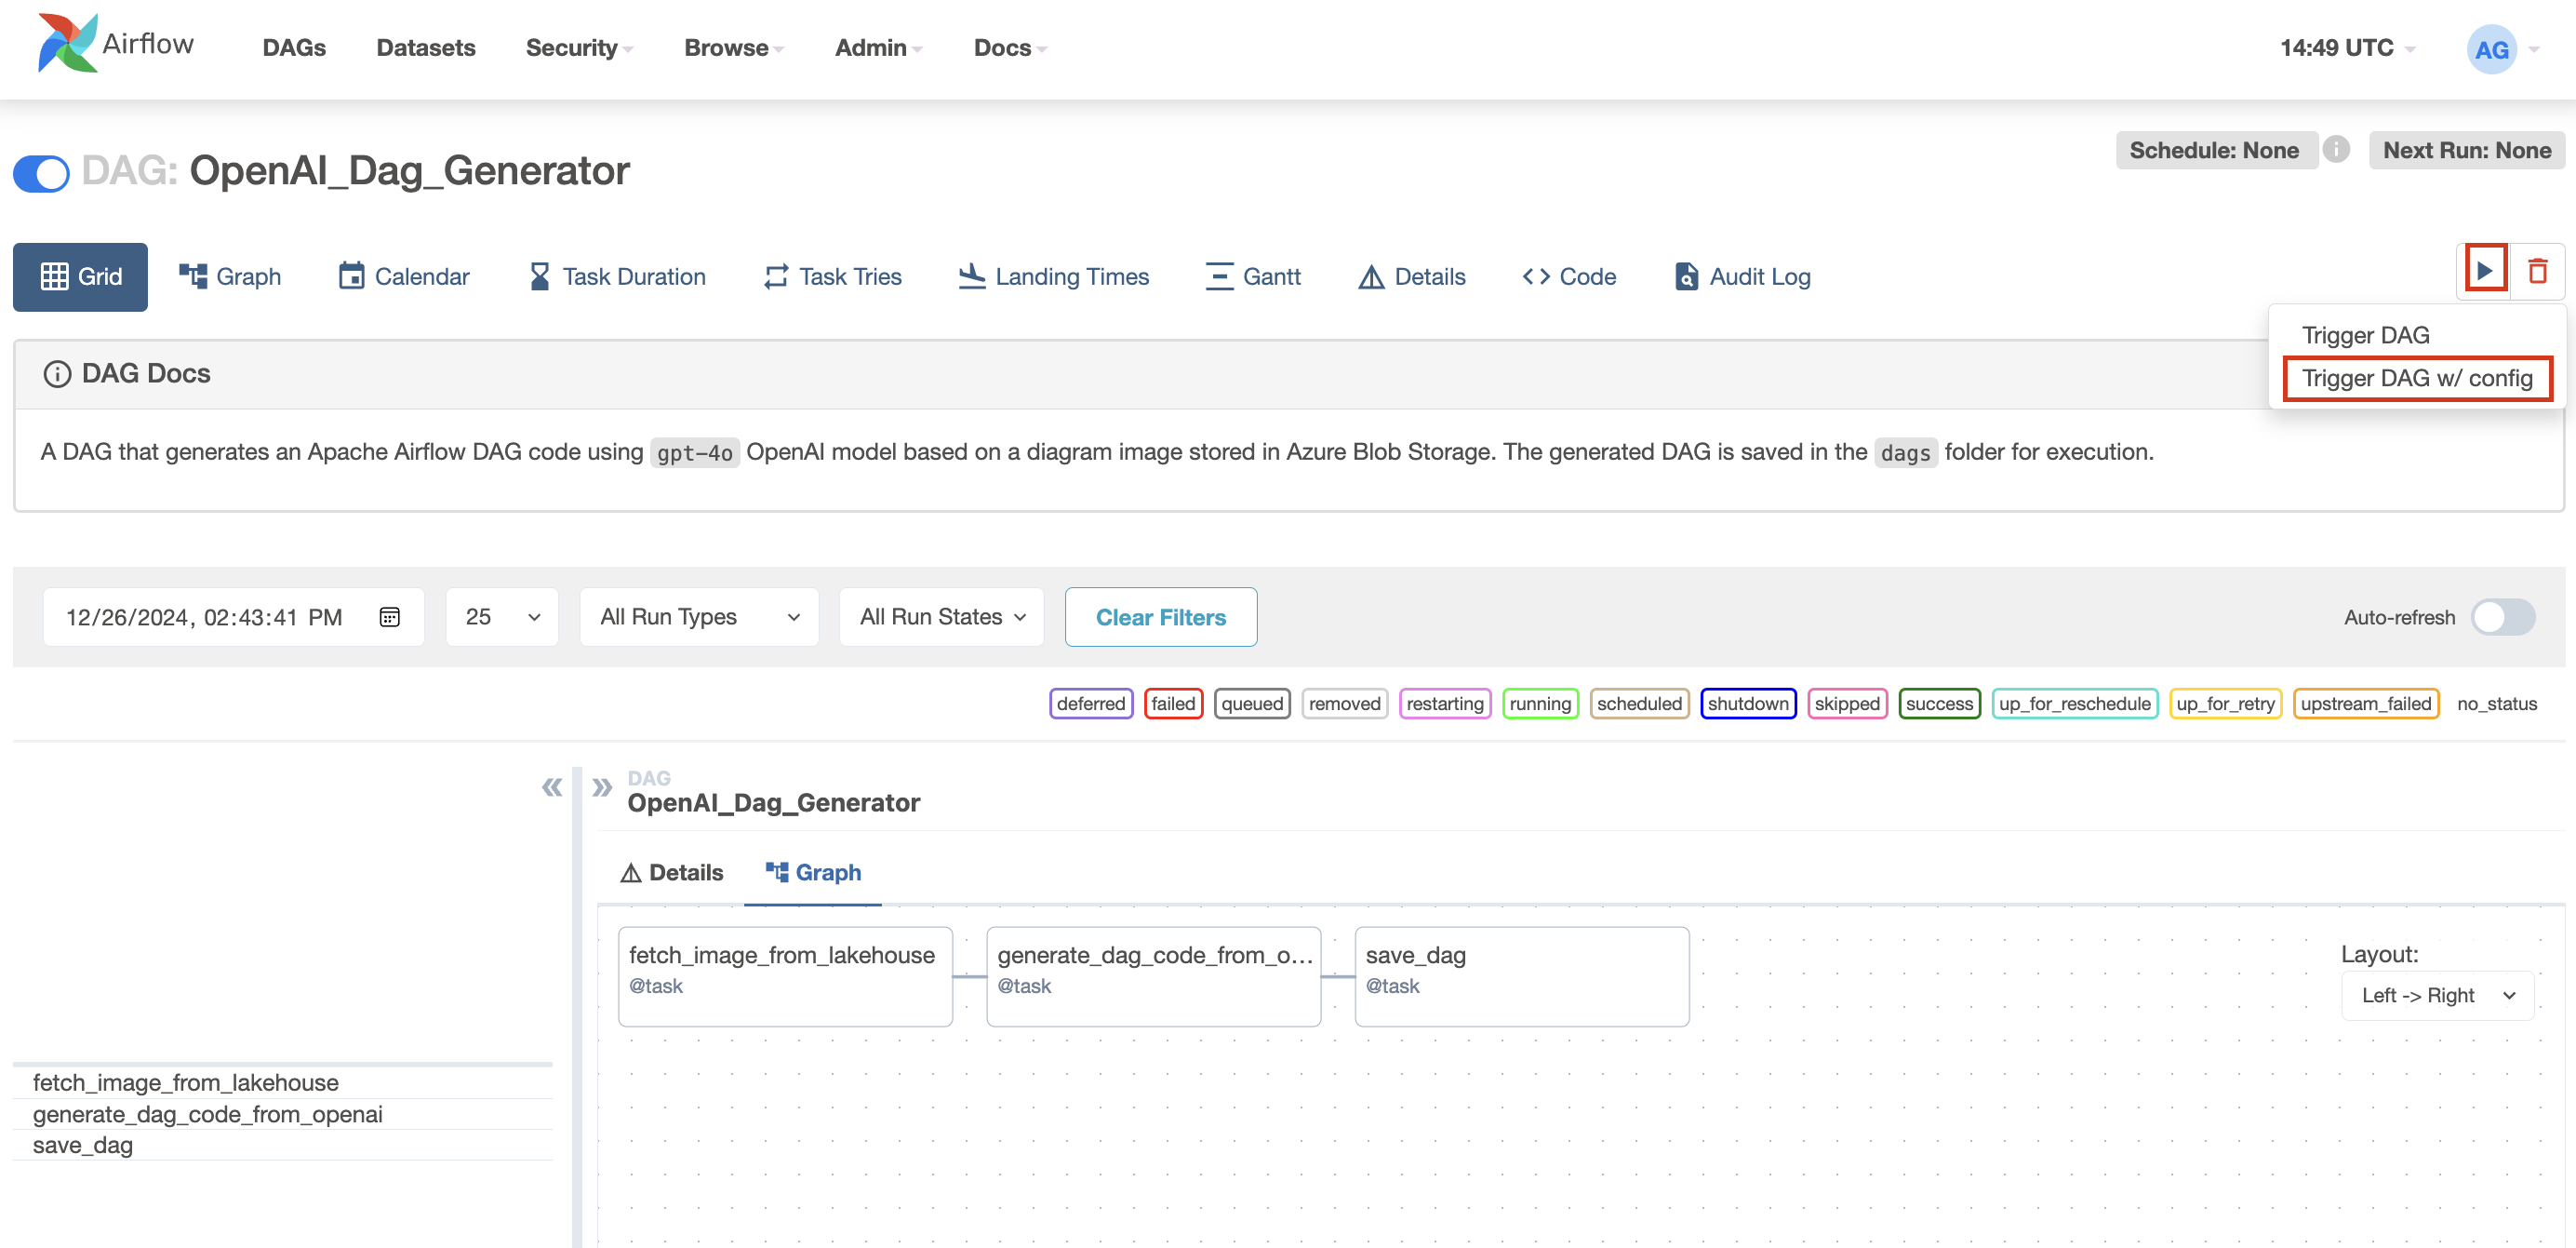 Airflow DAGs Datasets Security Browse Admin Docs 14:49 UTC AG
Schedule: None Next Run: None
DAG: OpenAI_Dag_Generator
Grid Graph Calendar Task Duration Task Tries Landing Times Gantt Details Code Audit Log
Trigger DAG
Trigger DAG w/ config
DAG Docs
A DAG that generates an Apache Airflow DAG code using gpt-4o OpenAI model based on a diagram image stored in Azure Blob Storage. The generated DAG is saved in the dags folder for execution.
12/26/2024, 02:43:41 PM 25 All Run Types All Run States Clear Filters Auto-refresh
deferred failed queued removed restarting running scheduled shutdown skipped success up_for_reschedule up_for_retry upstream_failed no_status
DAG
OpenAI_Dag_Generator
Details Graph
fetch_image_from_lakehouse generate_dag_code_from_o... save_dag
@task @task @task
Layout:
Left -> Right
fetch_image_from_lakehouse
generate_dag_code_from_openai
save_dag